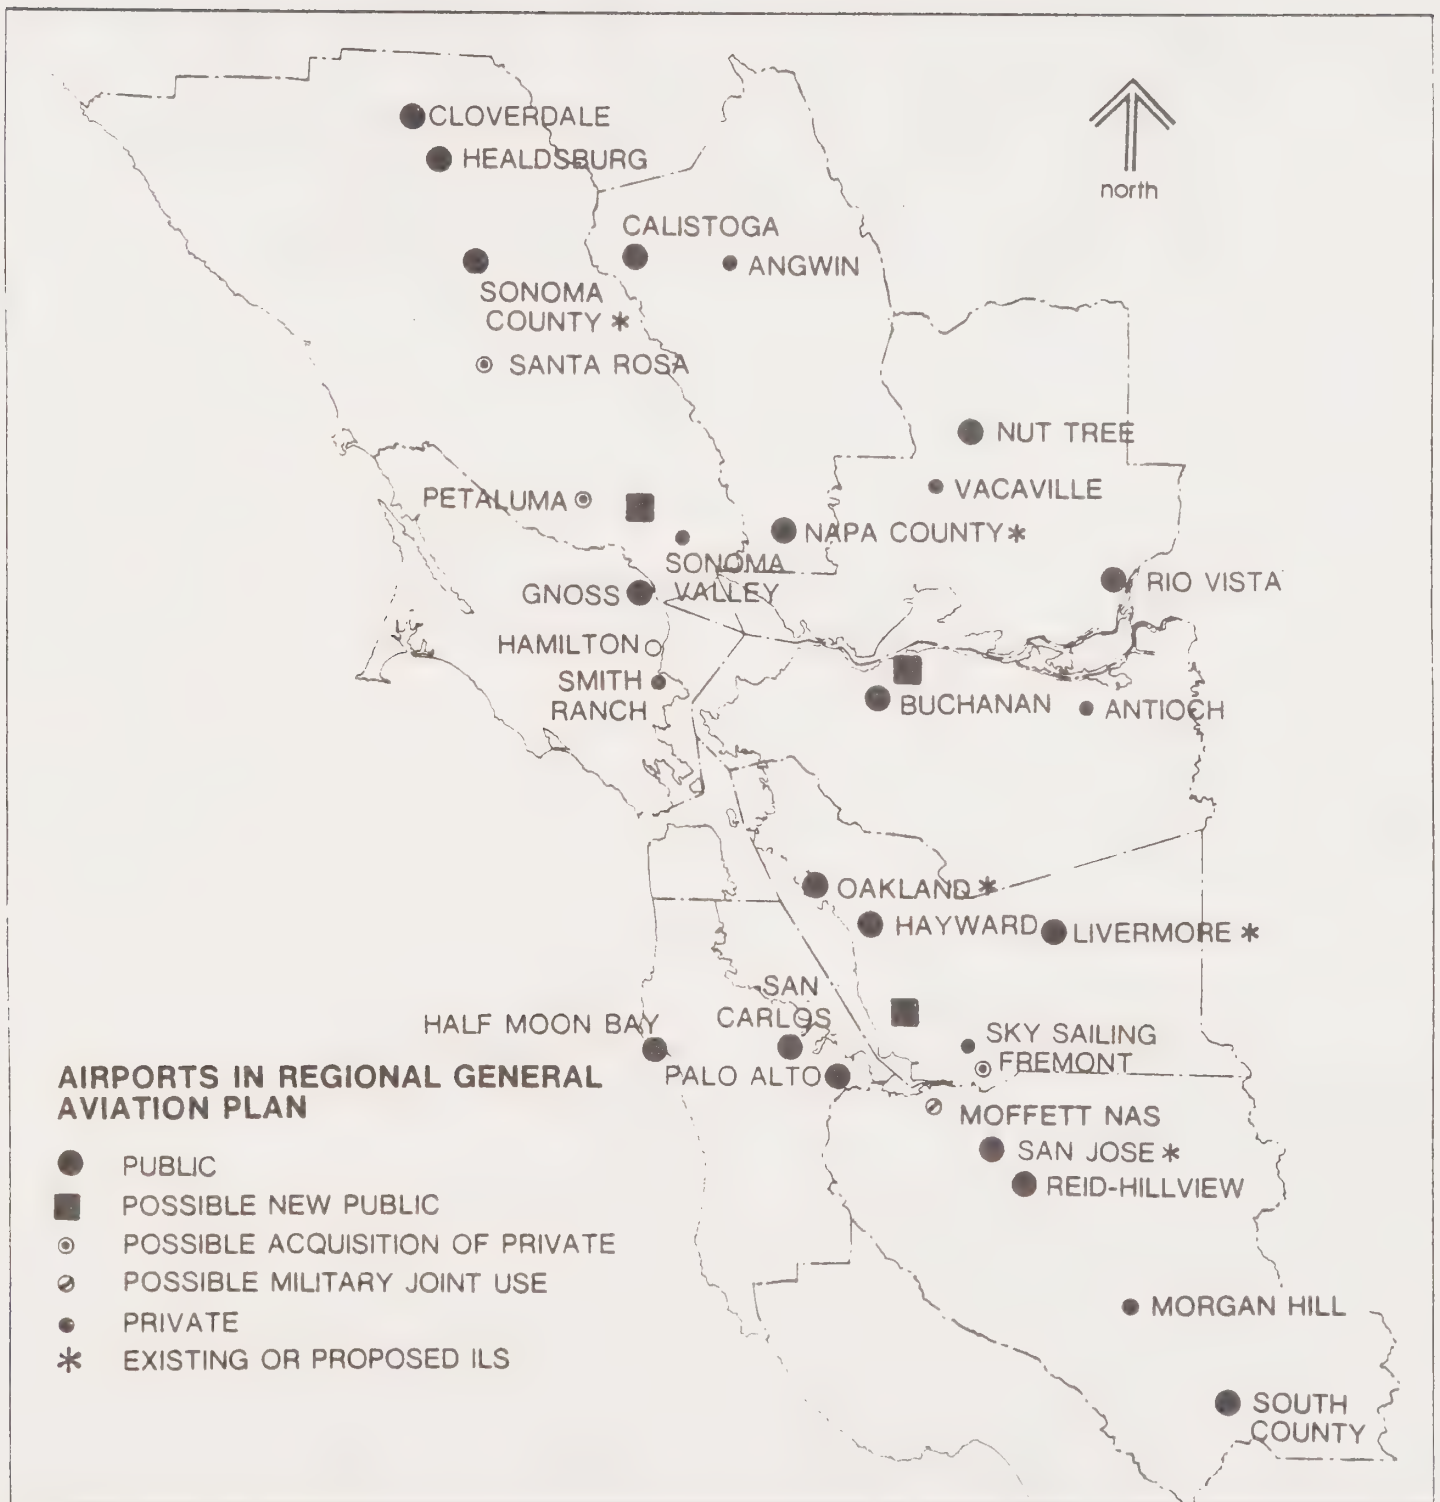 CLOVERDALE
HEALDSBURG
north
CALISTOGA
ANGWIN
SONOMA
COUNTY *
SANTA ROSA
NUT TREE
VACAVILLE
PETALUMA
NAPA COUNTY *
SONOMA
VALLEY
GNOSS
RIO VISTA
HAMILTON
SMITH
RANCH
BUCHANAN
ANTIOCH
OAKLAND *
HAYWARD
LIVERMORE *
SAN
CARLOS
HALF MOON BAY
SKY SAILING
FREMONT
PALO ALTO
MOFFETT NAS
SAN JOSE *
REID-HILLVIEW
MORGAN HILL
SOUTH
COUNTY
AIRPORTS IN REGIONAL GENERAL
AVIATION PLAN
PUBLIC
POSSIBLE NEW PUBLIC
POSSIBLE ACQUISITION OF PRIVATE
POSSIBLE MILITARY JOINT USE
PRIVATE
* EXISTING OR PROPOSED ILS